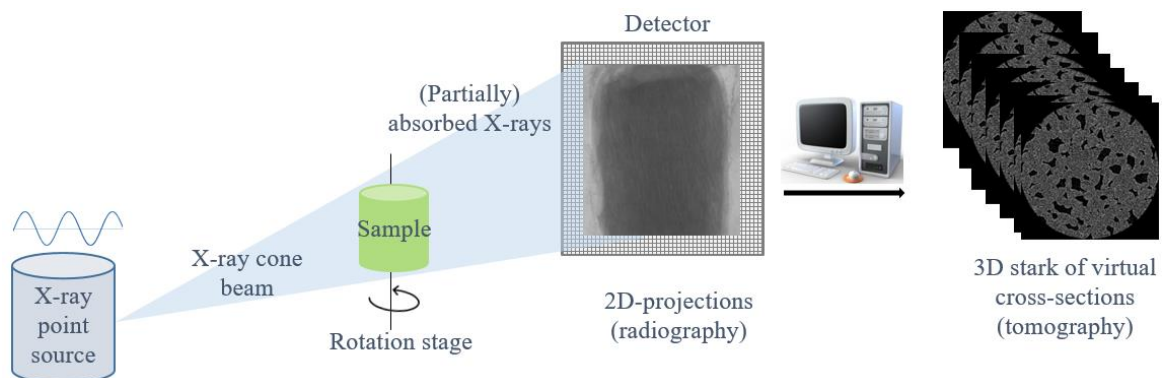 Detector
(Partially)
absorbed X-rays
Sample
X-ray cone
beam
X-ray
point
source
Rotation stage
2D-projections
(radiography)
3D stark of virtual
cross-sections
(tomography)